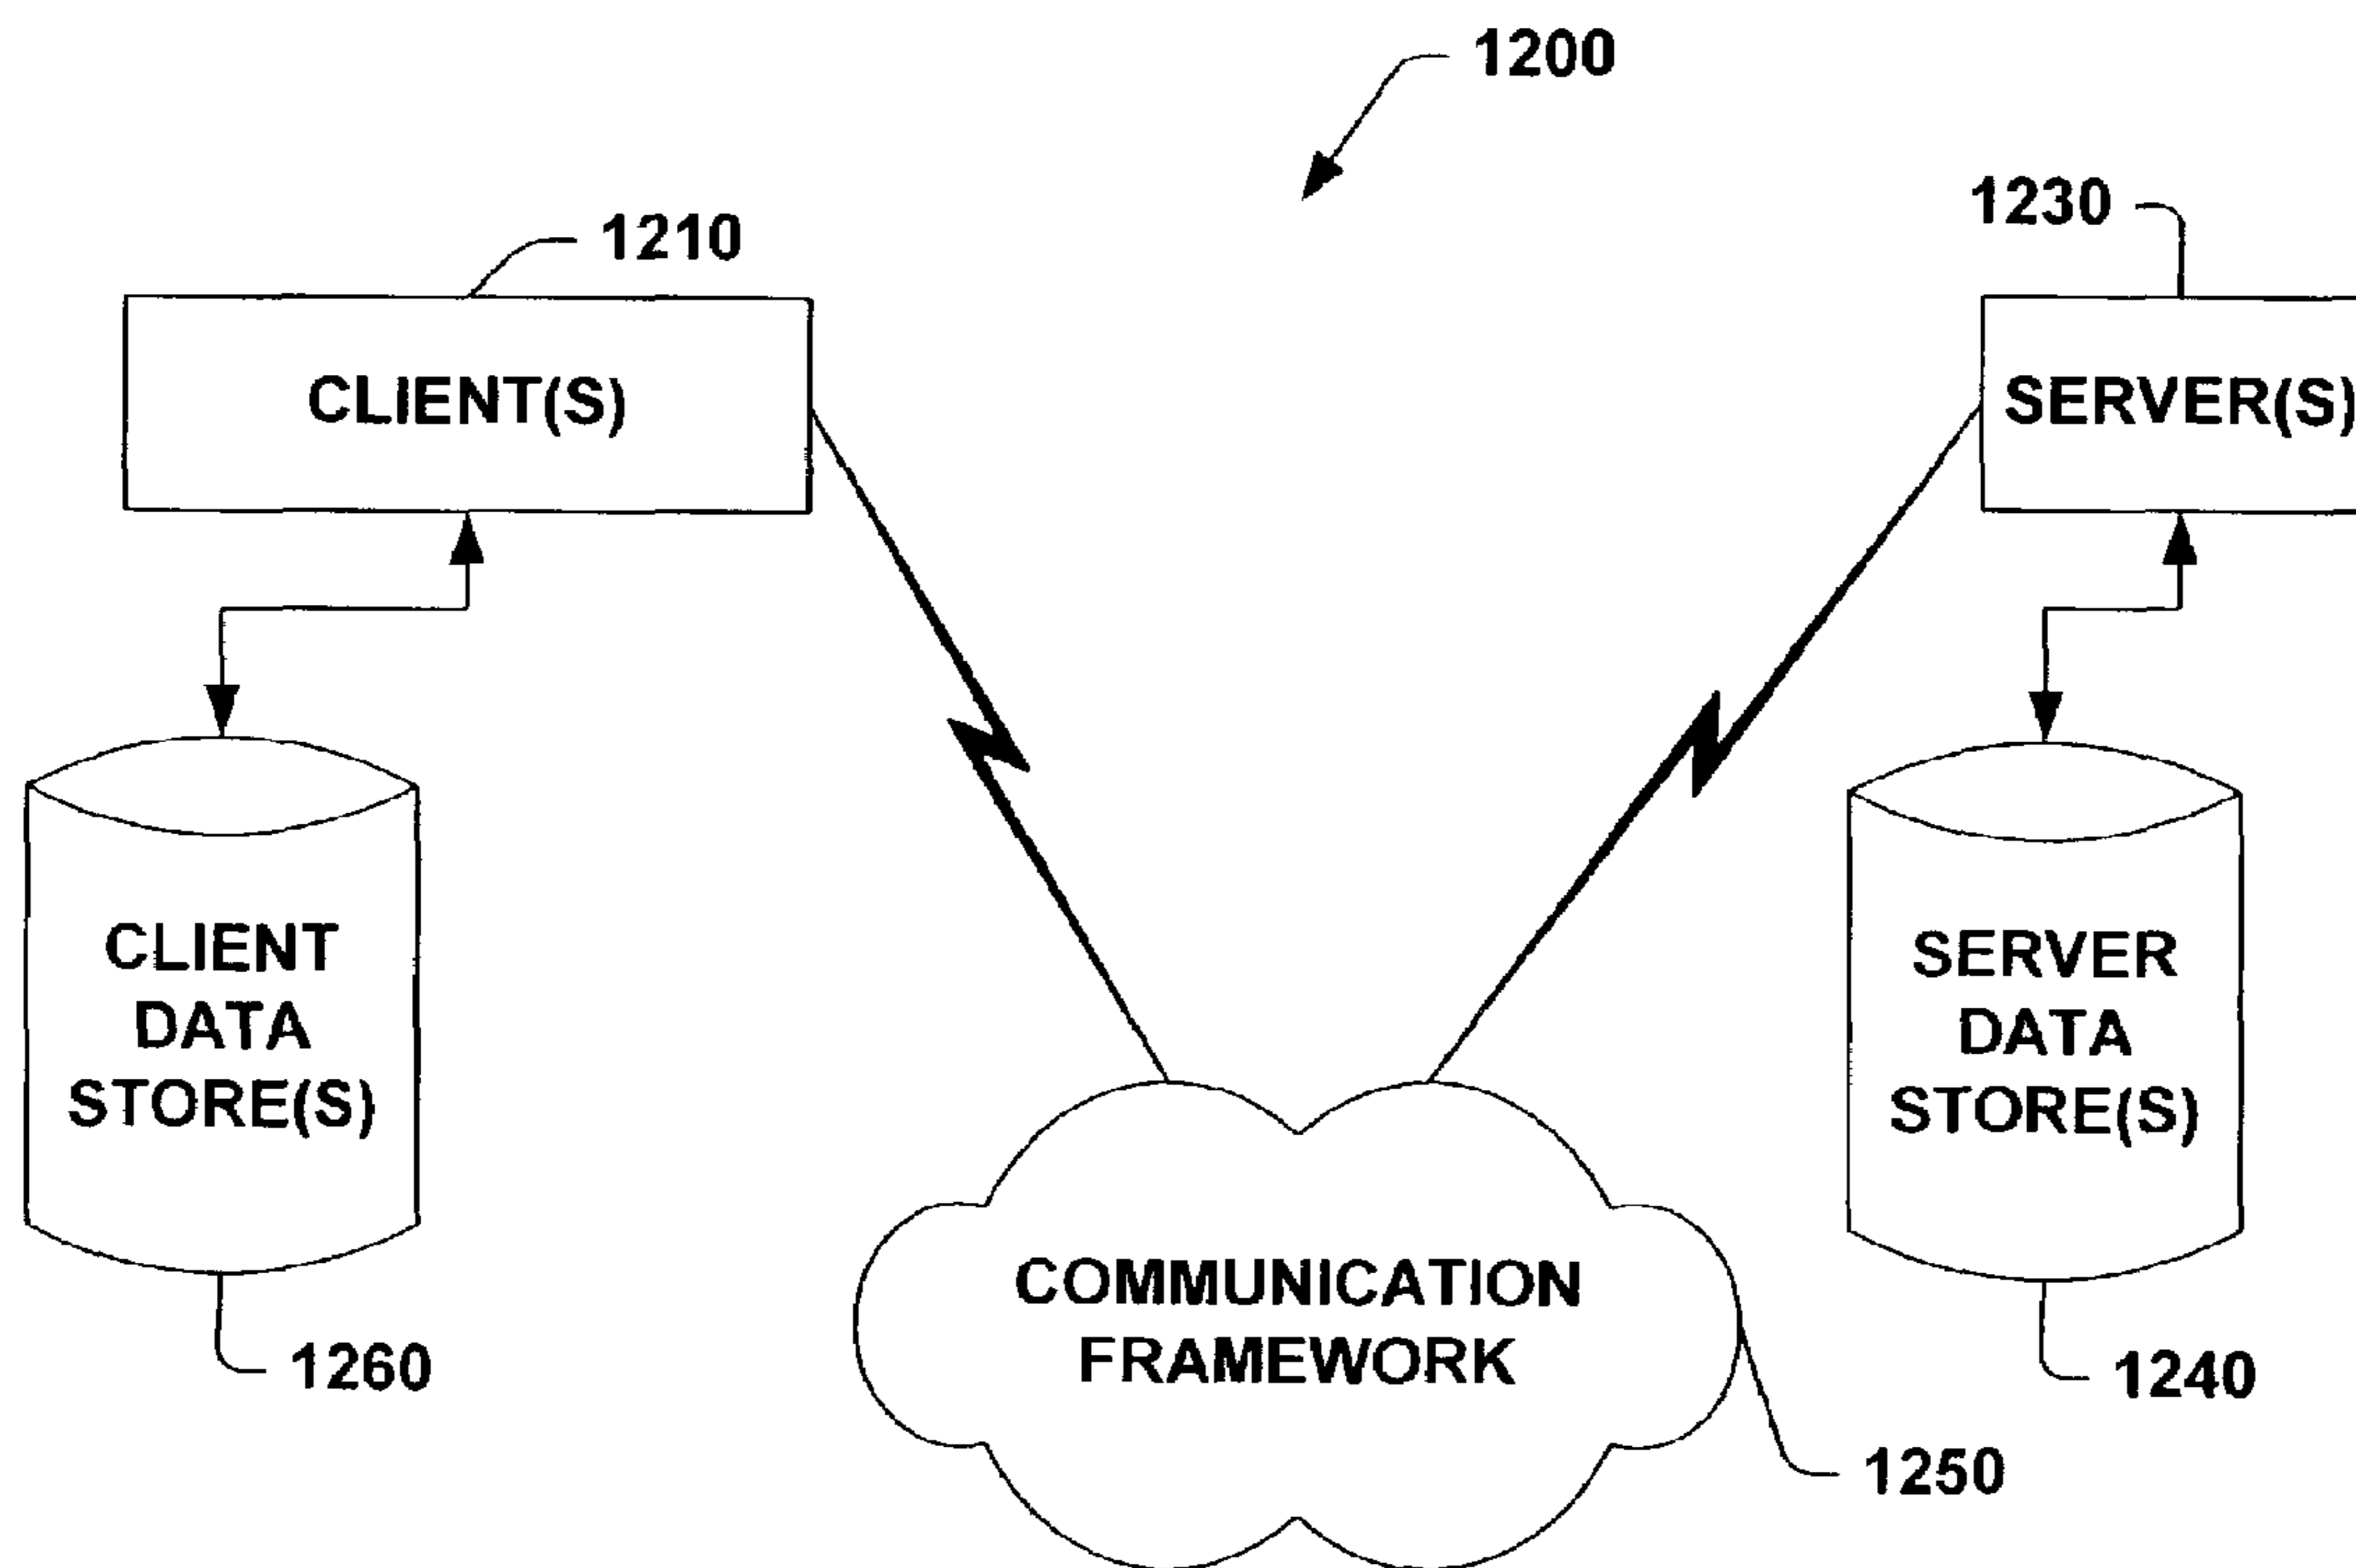 1200
1210
1230
CLIENT(S)
SERVER(S)
CLIENT
DATA
STORE(S)
SERVER
DATA
STORE(S)
COMMUNICATION
FRAMEWORK
1260
1240
1250